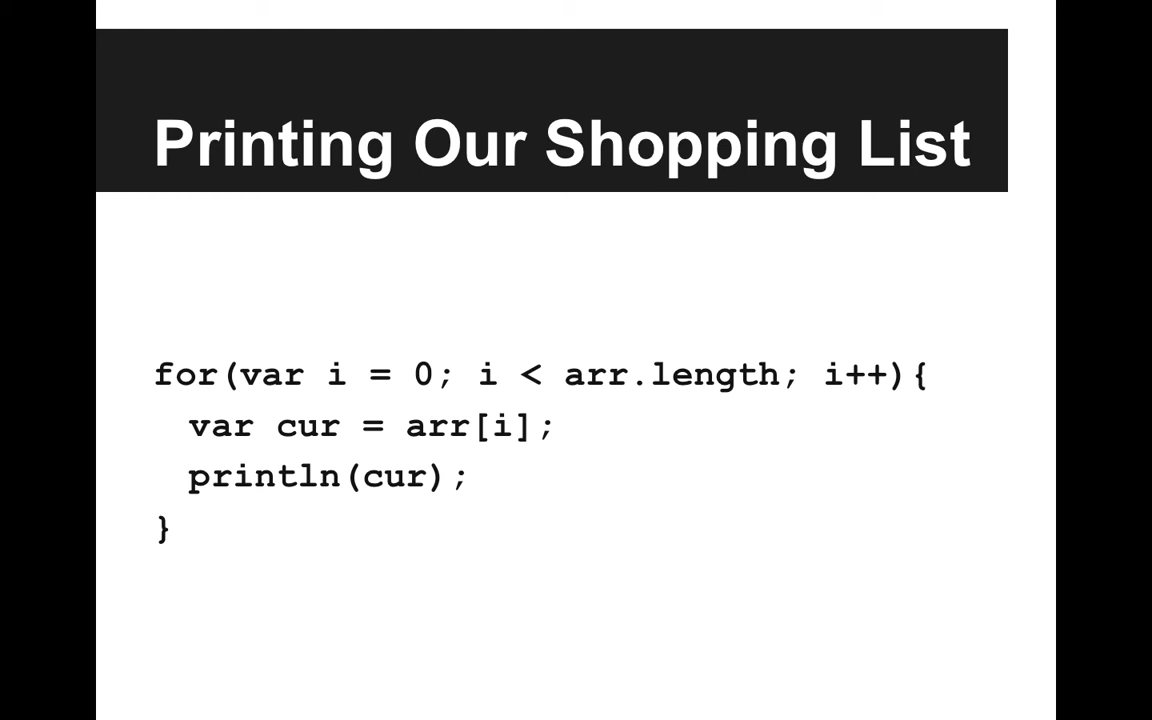 Printing Our Shopping List
for(var i = 0; i < arr.length; i++){
var cur = arr[i];
println(cur);
}